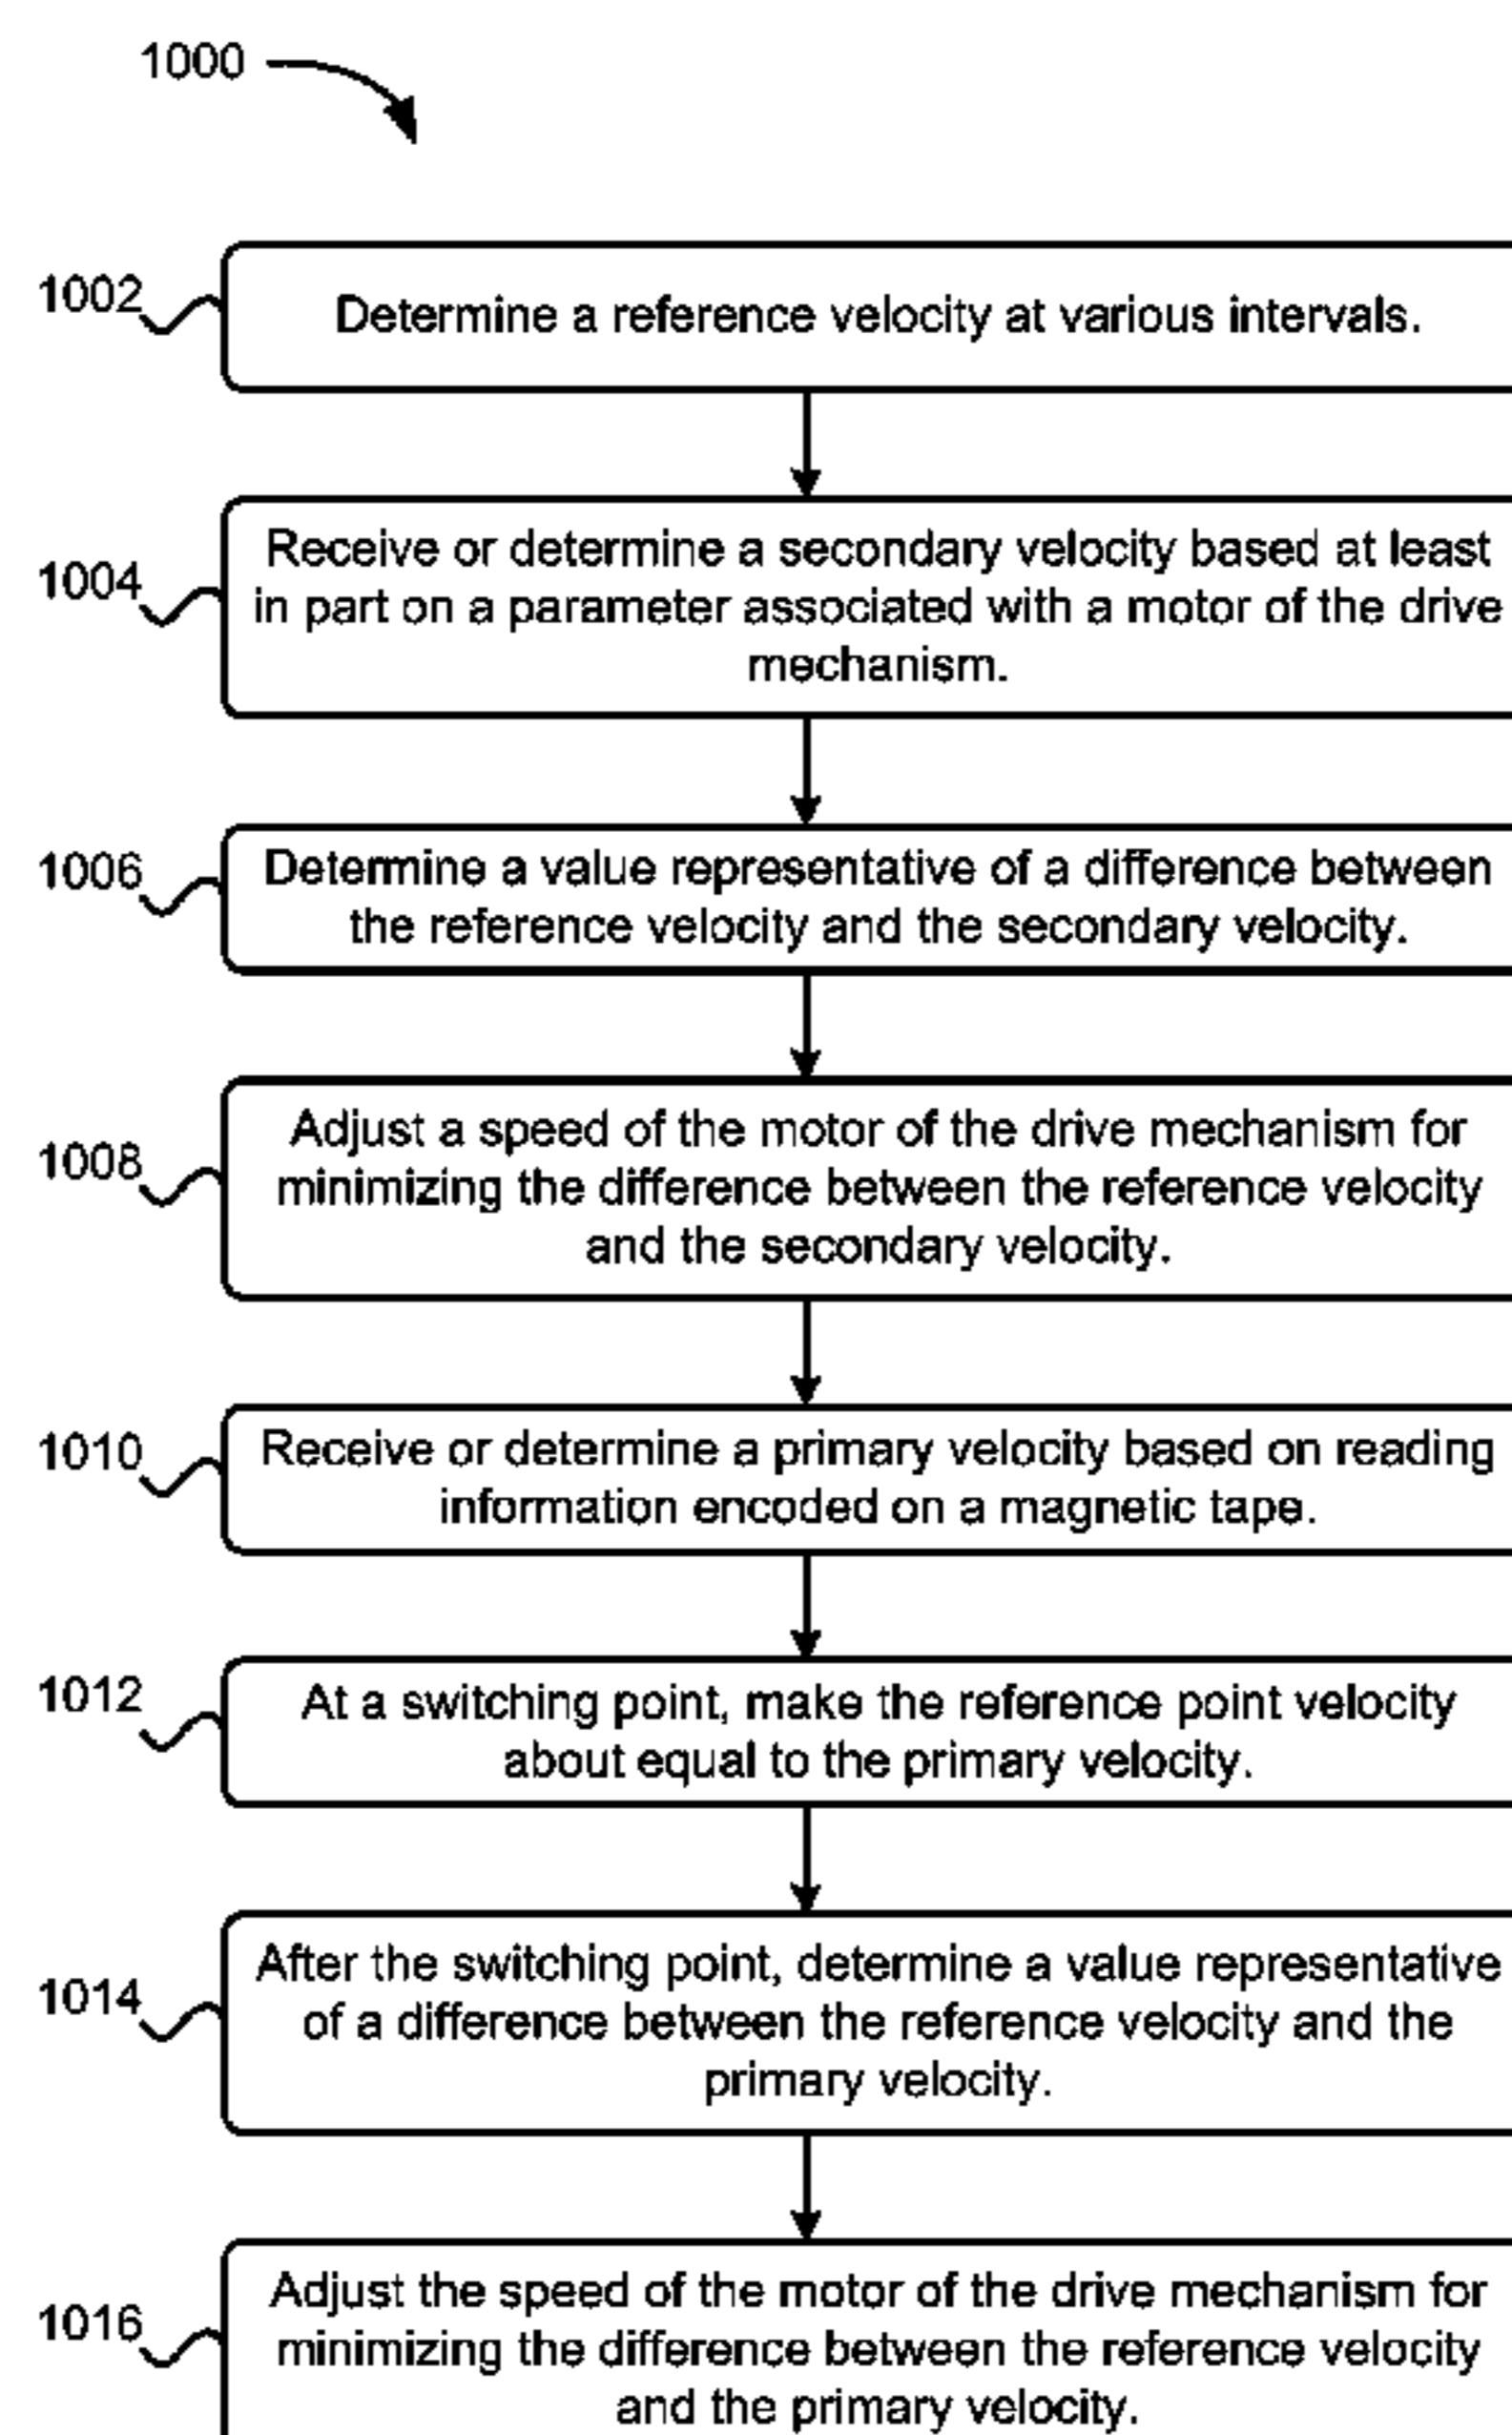 1000
1002
Determine a reference velocity at various intervals.
1004
Receive or determine a secondary velocity based at least
in part on a parameter associated with a motor of the drive
mechanism.
1006
Determine a value representative of a difference between
the reference velocity and the secondary velocity.
1008
Adjust a speed of the motor of the drive mechanism for
minimizing the difference between the reference velocity
and the secondary velocity.
1010
Receive or determine a primary velocity based on reading
information encoded on a magnetic tape.
1012
At a switching point, make the reference point velocity
about equal to the primary velocity.
1014
After the switching point, determine a value representative
of a difference between the reference velocity and the
primary velocity.
1016
Adjust the speed of the motor of the drive mechanism for
minimizing the difference between the reference velocity
and the primary velocity.